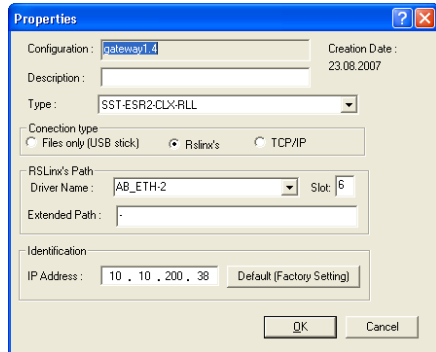 Properties
Configuration : gateway1.4 Creation Date :
23.08.2007
Description :
Type : SST-ESR2-CLX-RLL
Conection type
Files only (USB stick) Rslinx's TCP/IP
RSLinx's Path
Driver Name : AB_ETH-2 Slot: 6
Extended Path : -
Identification
IP Address : 10 . 10 . 200 . 38 Default (Factory Setting)
OK Cancel